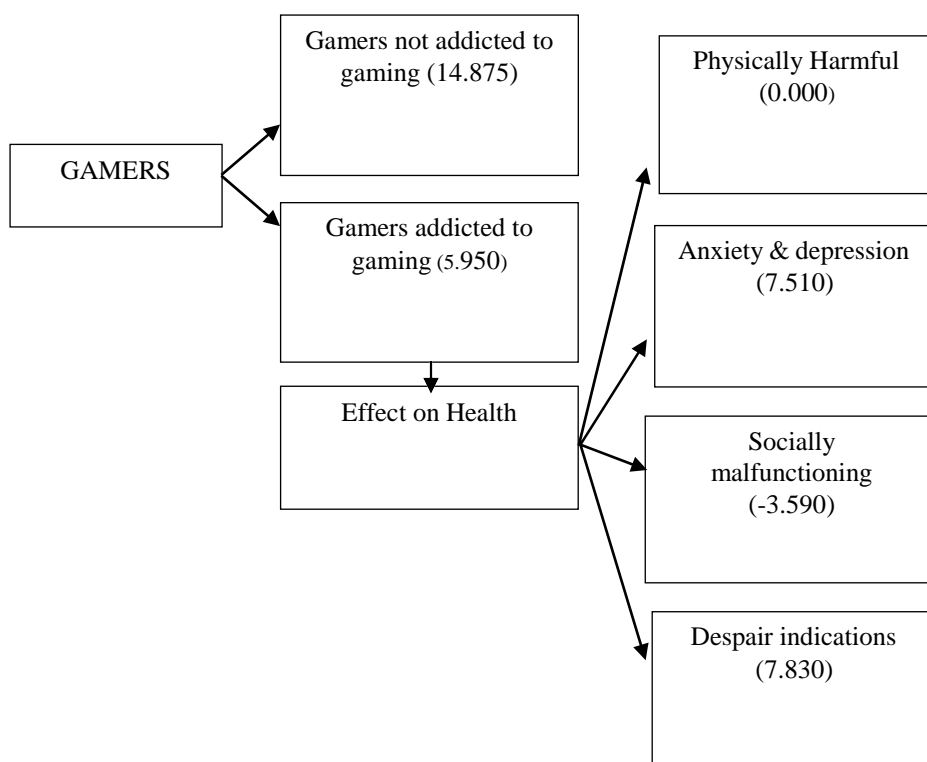 Gamers not addicted to
gaming (14.875)
Physically Harmful
(0.000)
GAMERS
Gamers addicted to
gaming (5.950)
Anxiety & depression
(7.510)
Effect on Health
Socially
malfunctioning
(-3.590)
Despair indications
(7.830)